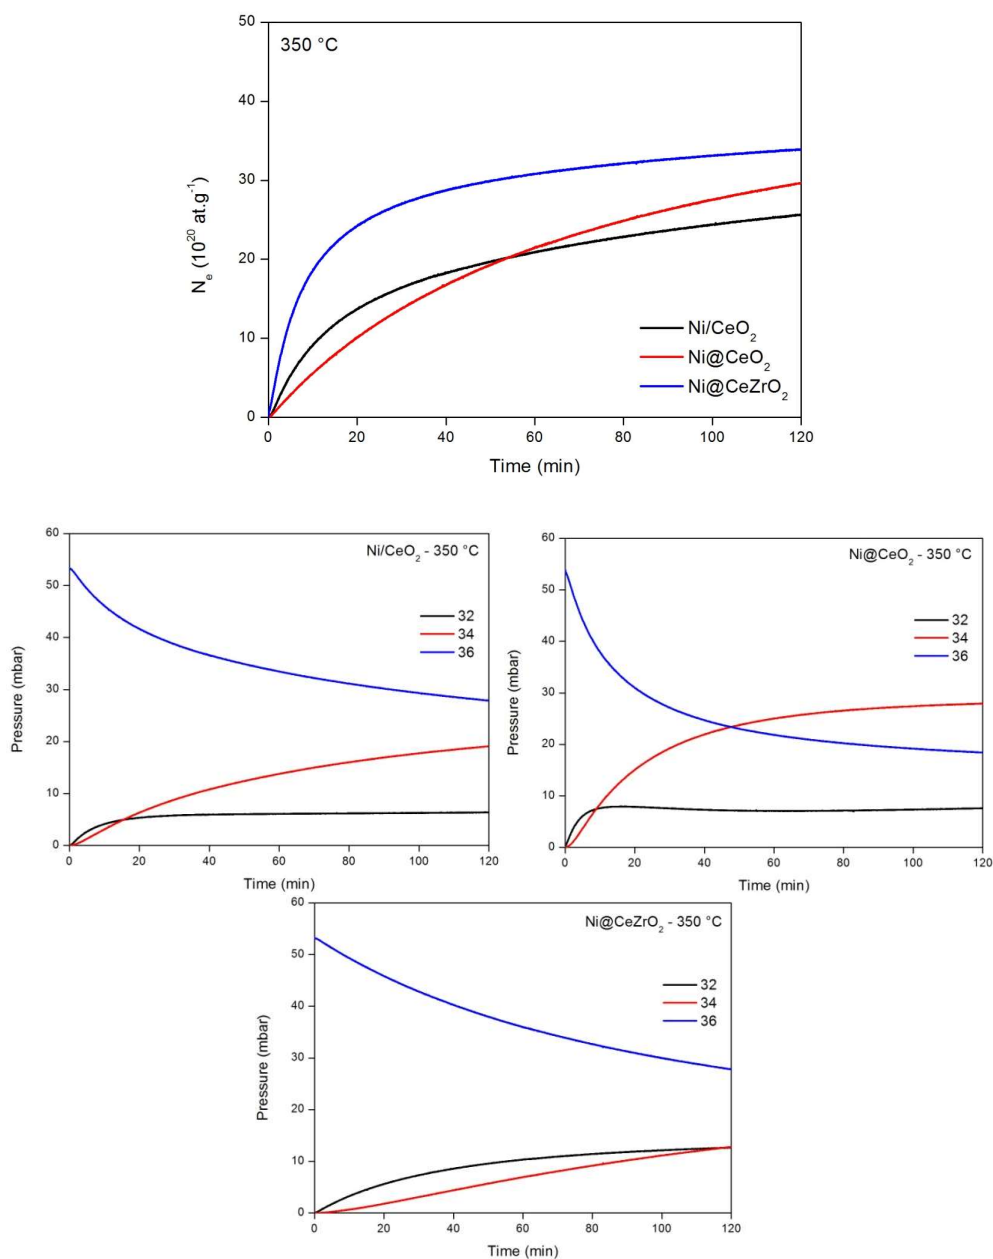 50
350 °C
40
30
20
10
0
Nₑ (10²⁰ at.g⁻¹)
Ni/CeO₂
Ni@CeO₂
Ni@CeZrO₂
0 20 40 60 80 100 120
Time (min)
60
50
40
30
20
10
0
Pressure (mbar)
Ni/CeO₂ - 350 °C
32
34
36
0 20 40 60 80 100 120
Time (min)
60
50
40
30
20
10
0
Pressure (mbar)
Ni@CeO₂ - 350 °C
32
34
36
0 20 40 60 80 100 120
Time (min)
60
50
40
30
20
10
0
Pressure (mbar)
Ni@CeZrO₂ - 350 °C
32
34
36
0 20 40 60 80 100 120
Time (min)